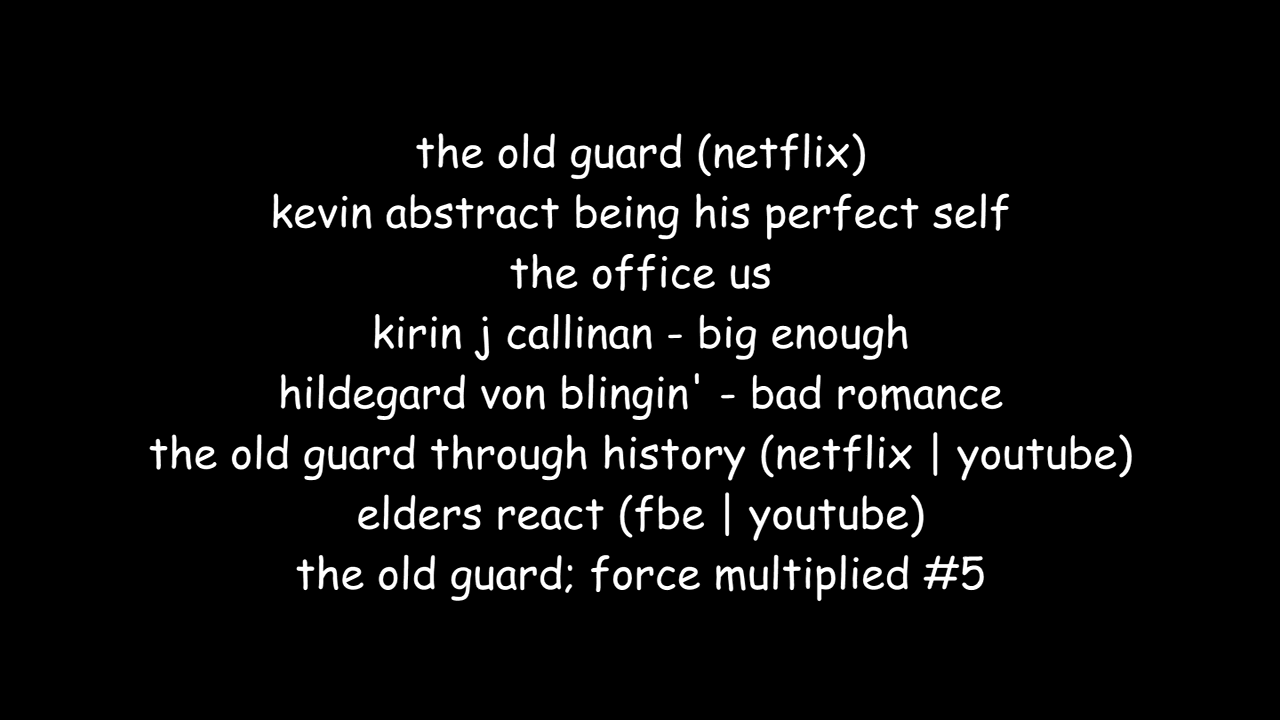 the old guard (netflix)
kevin abstract being his perfect self
the office us
kirin j callinan - big enough
hildegard von blingin' - bad romance
the old guard through history (netflix | youtube)
elders react (fbe | youtube)
the old guard; force multiplied #5